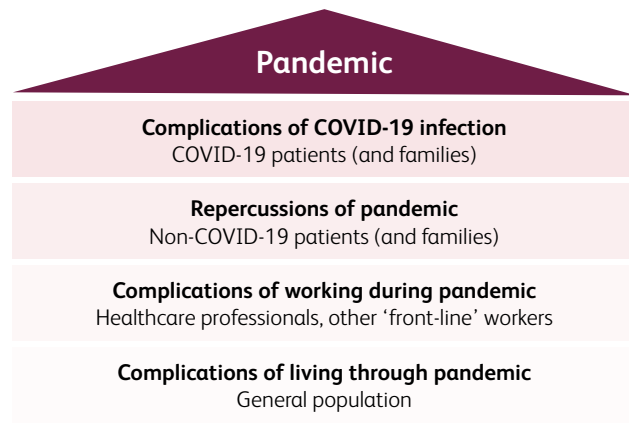 Pandemic
Complications of COVID-19 infection
COVID-19 patients (and families)
Repercussions of pandemic
Non-COVID-19 patients (and families)
Complications of working during pandemic
Healthcare professionals, other ‘front-line’ workers
Complications of living through pandemic
General population